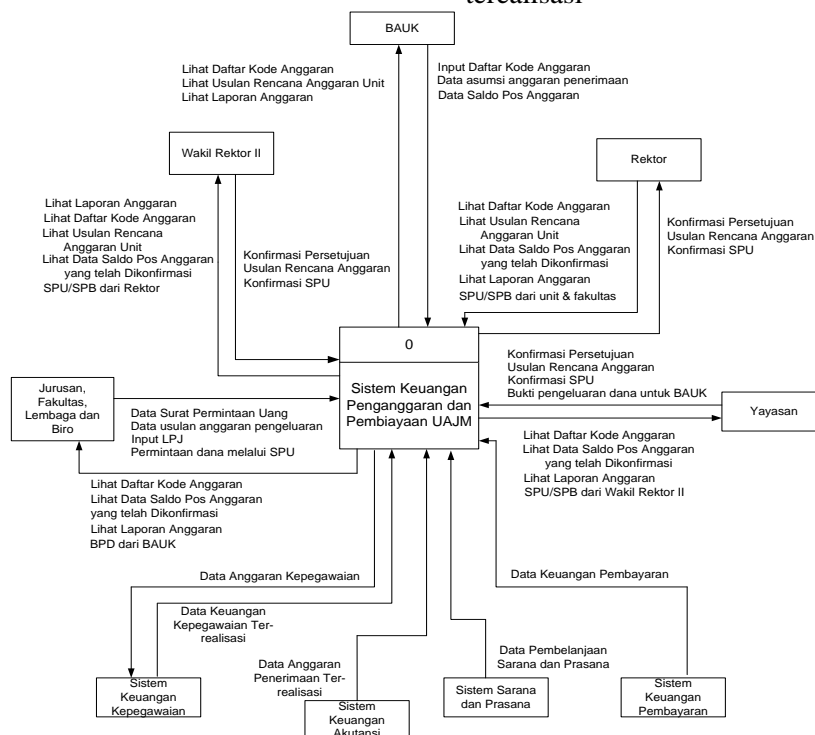 BAUK
Lihat Daftar Kode Anggaran
Lihat Usulan Rencana Anggaran Unit
Lihat Laporan Anggaran
Input Daftar Kode Anggaran
Data asumsi anggaran penerimaan
Data Saldo Pos Anggaran
Wakil Rektor II
Rektor
Lihat Laporan Anggaran
Lihat Daftar Kode Anggaran
Lihat Usulan Rencana
Anggaran Unit
Lihat Data Saldo Pos Anggaran
yang telah Dikonfirmasi
SPU/SPB dari Rektor
Konfirmasi Persetujuan
Usulan Rencana Anggaran
Konfirmasi SPU
Lihat Daftar Kode Anggaran
Lihat Usulan Rencana
Anggaran Unit
Lihat Data Saldo Pos Anggaran
yang telah Dikonfirmasi
Lihat Laporan Anggaran
SPU/SPB dari unit & fakultas
Konfirmasi Persetujuan
Usulan Rencana Anggaran
Konfirmasi SPU
0
Sistem Keuangan
Penganggaran dan
Pembiayaan UAJM
Jurusan,
Fakultas,
Lembaga dan
Biro
Data Surat Permintaan Uang
Data usulan anggaran pengeluaran
Input LPJ
Permintaan dana melalui SPU
Lihat Daftar Kode Anggaran
Lihat Data Saldo Pos Anggaran
yang telah Dikonfirmasi
Lihat Laporan Anggaran
BPD dari BAUK
Konfirmasi Persetujuan
Usulan Rencana Anggaran
Konfirmasi SPU
Bukti pengeluaran dana untuk BAUK
Yayasan
Lihat Daftar Kode Anggaran
Lihat Data Saldo Pos Anggaran
yang telah Dikonfirmasi
Lihat Laporan Anggaran
SPU/SPB dari Wakil Rektor II
Data Anggaran Kepegawaian
Data Keuangan
Kepegawaian Ter-
realisasi
Data Anggaran
Penerimaan Ter-
realisasi
Data Pembelanjaan
Sarana dan Prasana
Data Keuangan Pembayaran
Sistem
Keuangan
Kepegawaian
Sistem
Keuangan
Akutansi
Sistem Sarana
dan Prasana
Sistem
Keuangan
Pembayaran